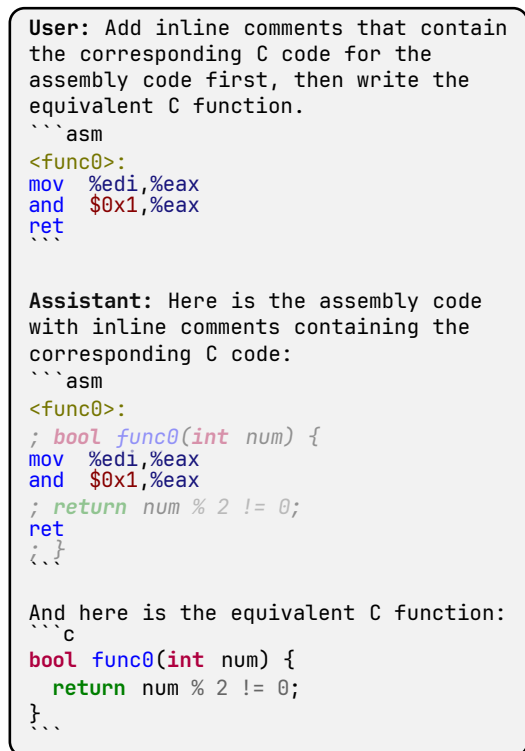 User: Add inline comments that contain
the corresponding C code for the
assembly code first, then write the
equivalent C function.
```asm
<func0>:
mov  %edi,%eax
and  $0x1,%eax
ret
```
Assistant: Here is the assembly code
with inline comments containing the
corresponding C code:
```asm
<func0>:
; bool func0(int num) {
mov  %edi,%eax
and  $0x1,%eax
; return num % 2 != 0;
ret
; }
```
And here is the equivalent C function:
```c
bool func0(int num) {
  return num % 2 != 0;
}
```